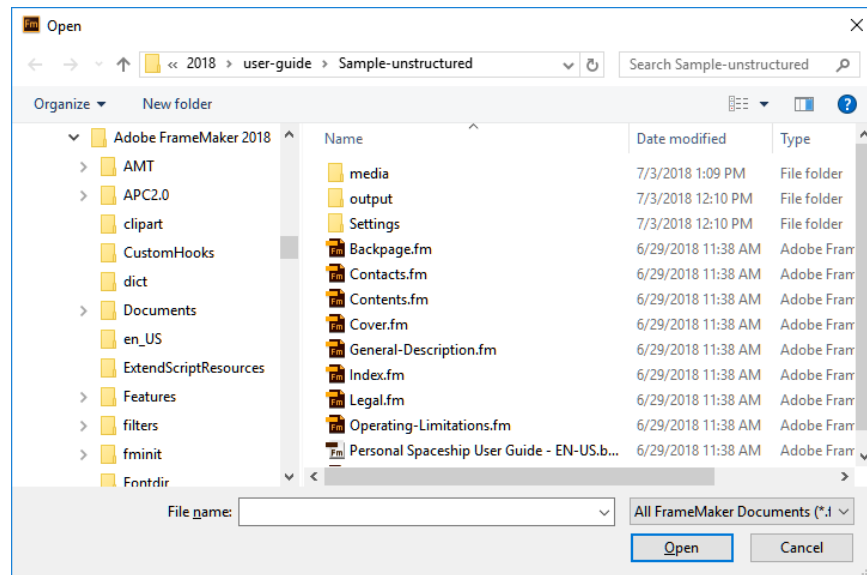 Open
« 2018 › user-guide › Sample-unstructured
Search Sample-unstructured
Organize
New folder
Adobe FrameMaker 2018
AMT
APC2.0
clipart
CustomHooks
dict
Documents
en_US
ExtendScriptResources
Features
filters
fminit
Fontdir
Name Date modified Type
media 7/3/2018 1:09 PM File folder
output 7/3/2018 12:10 PM File folder
Settings 7/3/2018 12:10 PM File folder
Backpage.fm 6/29/2018 11:38 AM Adobe Fram
Contacts.fm 6/29/2018 11:38 AM Adobe Fram
Contents.fm 6/29/2018 11:38 AM Adobe Fram
Cover.fm 6/29/2018 11:38 AM Adobe Fram
General-Description.fm 6/29/2018 11:38 AM Adobe Fram
Index.fm 6/29/2018 11:38 AM Adobe Fram
Legal.fm 6/29/2018 11:38 AM Adobe Fram
Operating-Limitations.fm 6/29/2018 11:38 AM Adobe Fram
Personal Spaceship User Guide - EN-US.b... 6/29/2018 11:38 AM Adobe Fram
File name:
All FrameMaker Documents (*.f
Open
Cancel